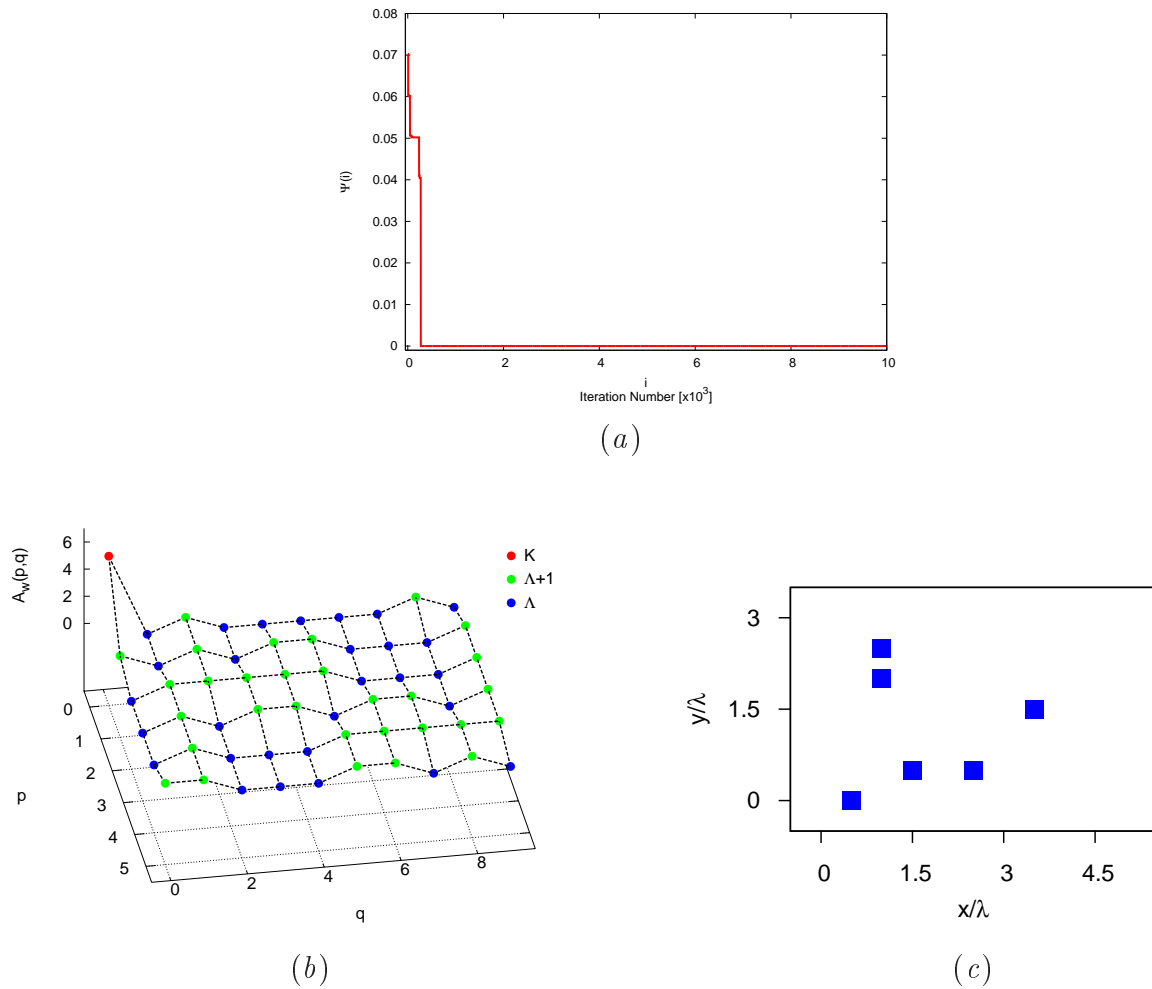 0.08
0.07
0.06
0.05
0.04
0.03
0.02
0.01
0
Ψ(i)
0 2 4 6 8 10
i
Iteration Number [x10³]
(a)
6
4
2
0
A_w(p,q)
K
Λ+1
Λ
0
1
2
3
4
5
p
0 2 4 6 8
q
(b)
3
1.5
0
y/λ
0 1.5 3 4.5
x/λ
(c)